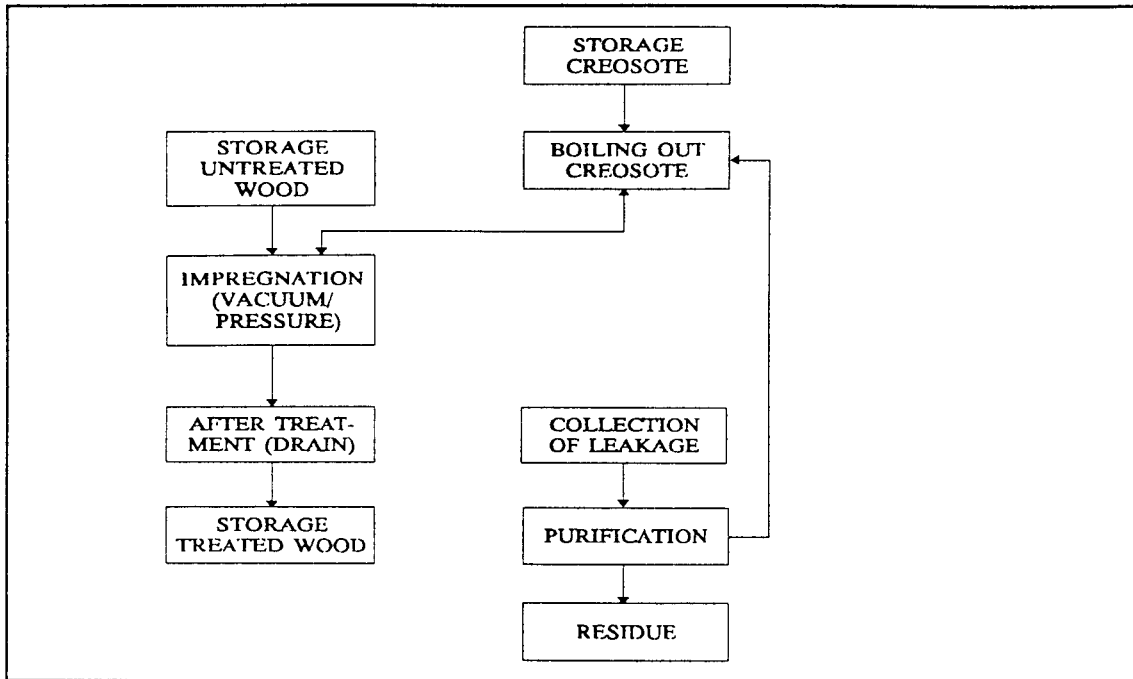 STORAGE
CREOSOTE
STORAGE
UNTREATED
WOOD
BOILING OUT
CREOSOTE
IMPREGNATION
(VACUUM/
PRESSURE)
AFTER TREAT-
MENT (DRAIN)
COLLECTION
OF LEAKAGE
STORAGE
TREATED WOOD
PURIFICATION
RESIDUE